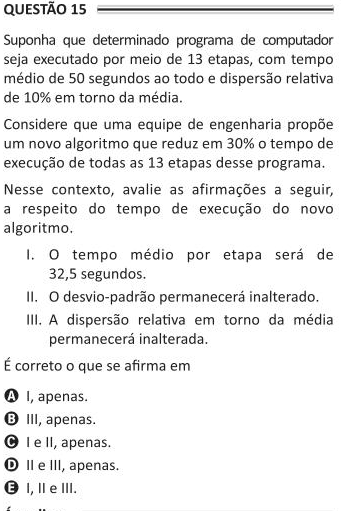 QUESTÃO 15
Suponha que determinado programa de computador
seja executado por meio de 13 etapas, com tempo
médio de 50 segundos ao todo e dispersão relativa
de 10% em torno da média.
Considere que uma equipe de engenharia propõe
um novo algoritmo que reduz em 30% o tempo de
execução de todas as 13 etapas desse programa.
Nesse contexto, avalie as afirmações a seguir,
a respeito do tempo de execução do novo
algoritmo.
I. O tempo médio por etapa será de
32,5 segundos.
II. O desvio-padrão permanecerá inalterado.
III. A dispersão relativa em torno da média
permanecerá inalterada.
É correto o que se afirma em
A I, apenas.
B III, apenas.
C I e II, apenas.
D II e III, apenas.
E I, II e III.